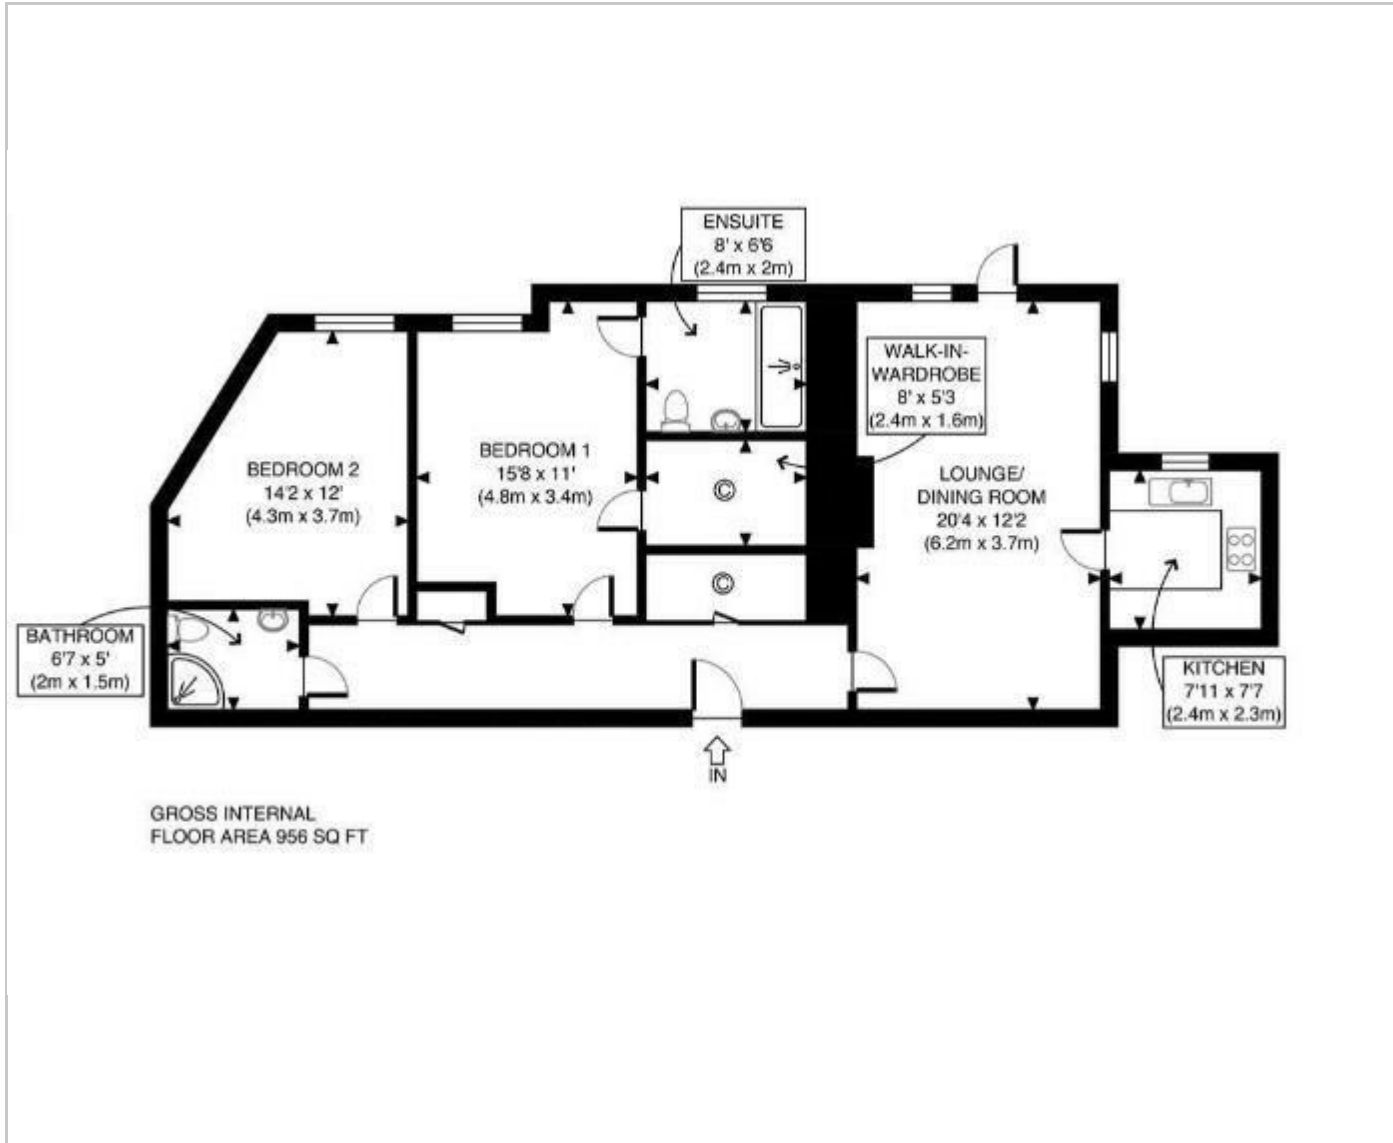 ENSUITE
8' x 6'6
(2.4m x 2m)
WALK-IN-
WARDROBE
8' x 5'3
(2.4m x 1.6m)
BEDROOM 2
14'2 x 12'
(4.3m x 3.7m)
BEDROOM 1
15'8 x 11'
(4.8m x 3.4m)
C
C
LOUNGE/
DINING ROOM
20'4 x 12'2
(6.2m x 3.7m)
BATHROOM
6'7 x 5'
(2m x 1.5m)
KITCHEN
7'11 x 7'7
(2.4m x 2.3m)
IN
GROSS INTERNAL
FLOOR AREA 956 SQ FT